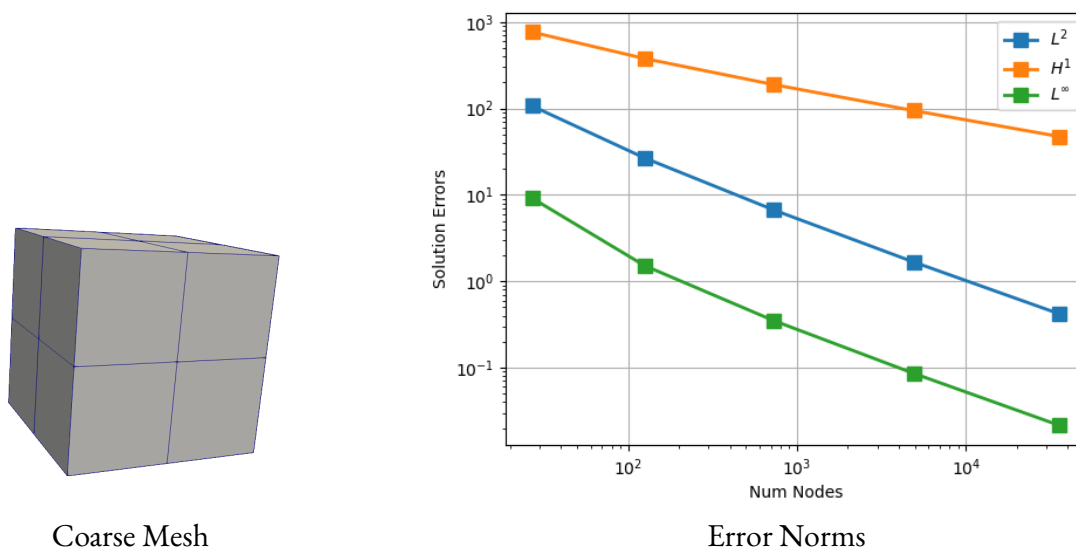 10³
10²
10¹
10⁰
10⁻¹
Solution Errors
L²
H¹
L^∞
10²
10³
10⁴
Num Nodes
Coarse Mesh
Error Norms